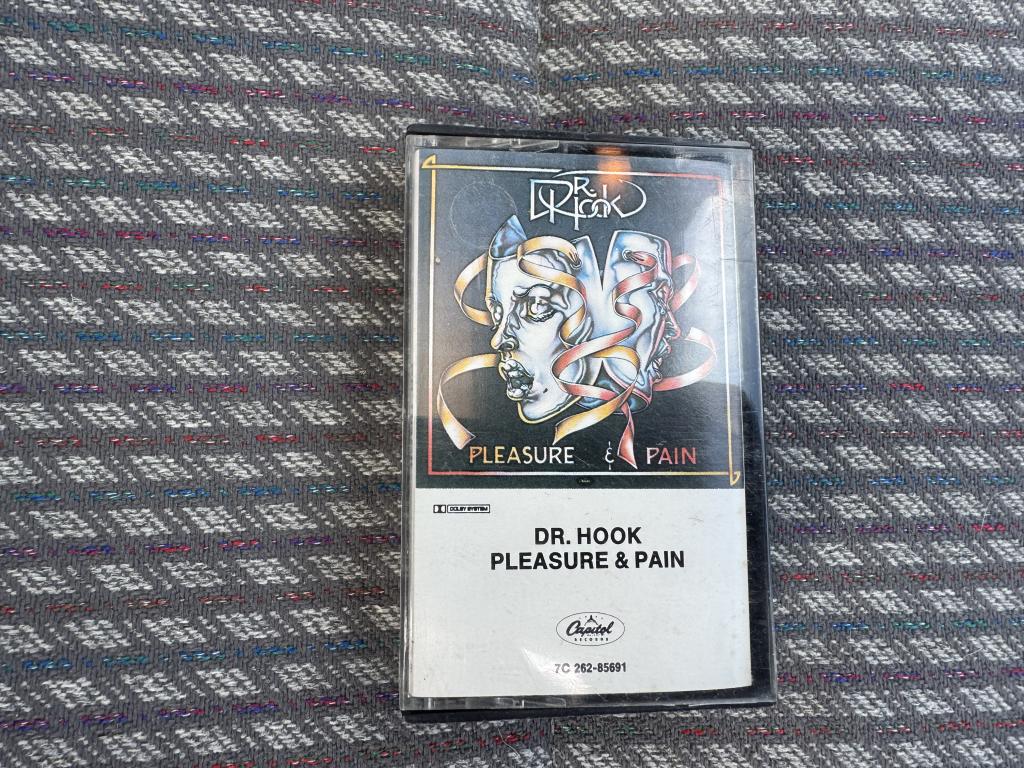 DR.
HOOK
PLEASURE & PAIN
DOLBY SYSTEM
DR. HOOK
PLEASURE & PAIN
Capitol
RECORDS
7C 262-85691